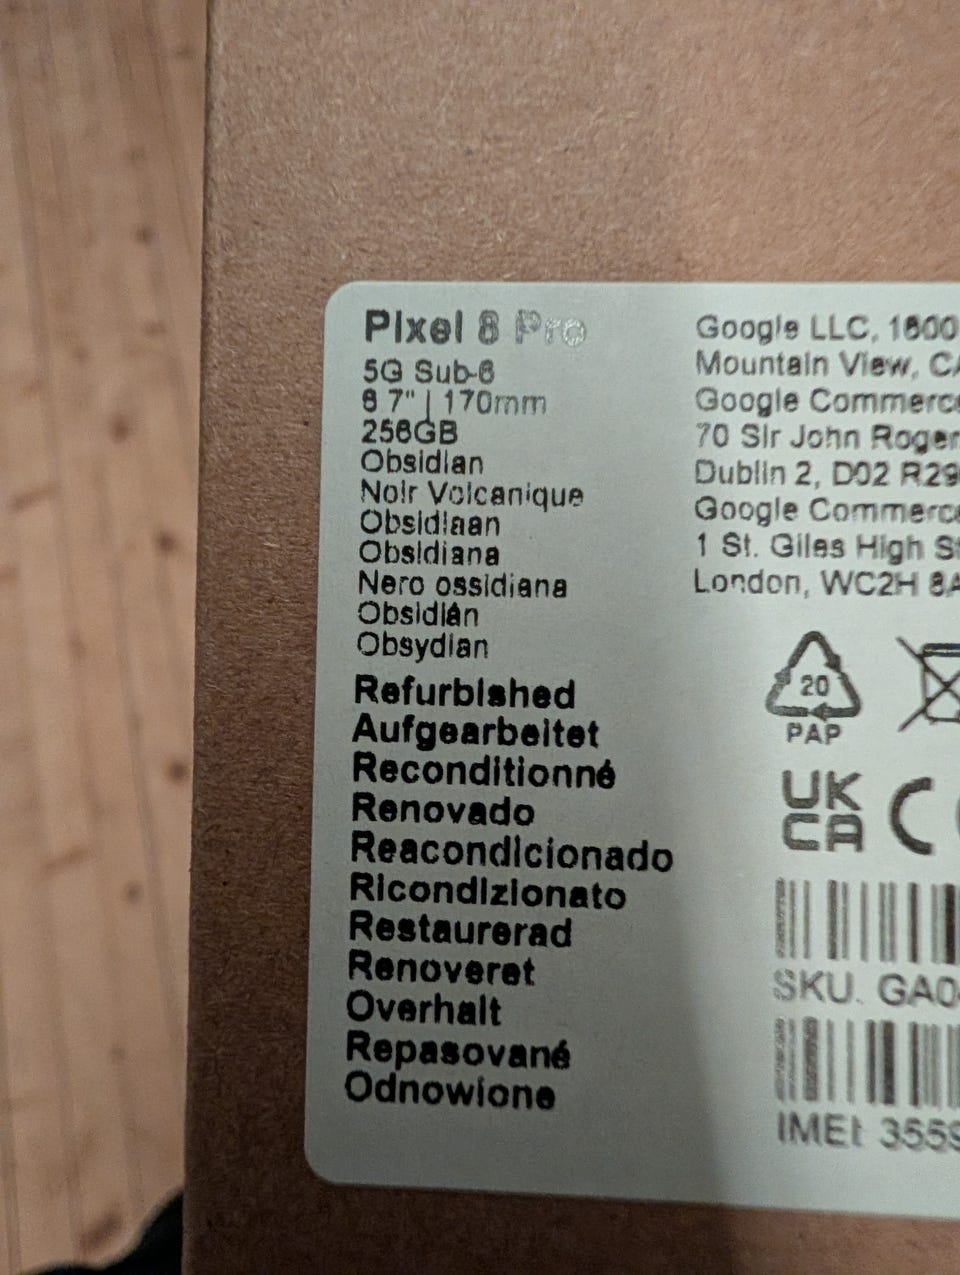 Pixel 8 Pro
5G Sub-6
6.7" | 170mm
256GB
Obsidian
Noir Volcanique
Obsidiaan
Obsidiana
Nero ossidiana
Obsidián
Obsydian
Refurbished
Aufgearbeitet
Reconditionné
Renovado
Reacondicionado
Ricondizionato
Restaurerad
Renoveret
Overhalt
Repasované
Odnowione
Google LLC, 1600
Mountain View, CA
Google Commerce
70 Sir John Roger
Dublin 2, D02 R29
Google Commerce
1 St. Giles High St
London, WC2H 8A
20
PAP
UK
CA
CE
SKU: GA0
IMEI: 3559